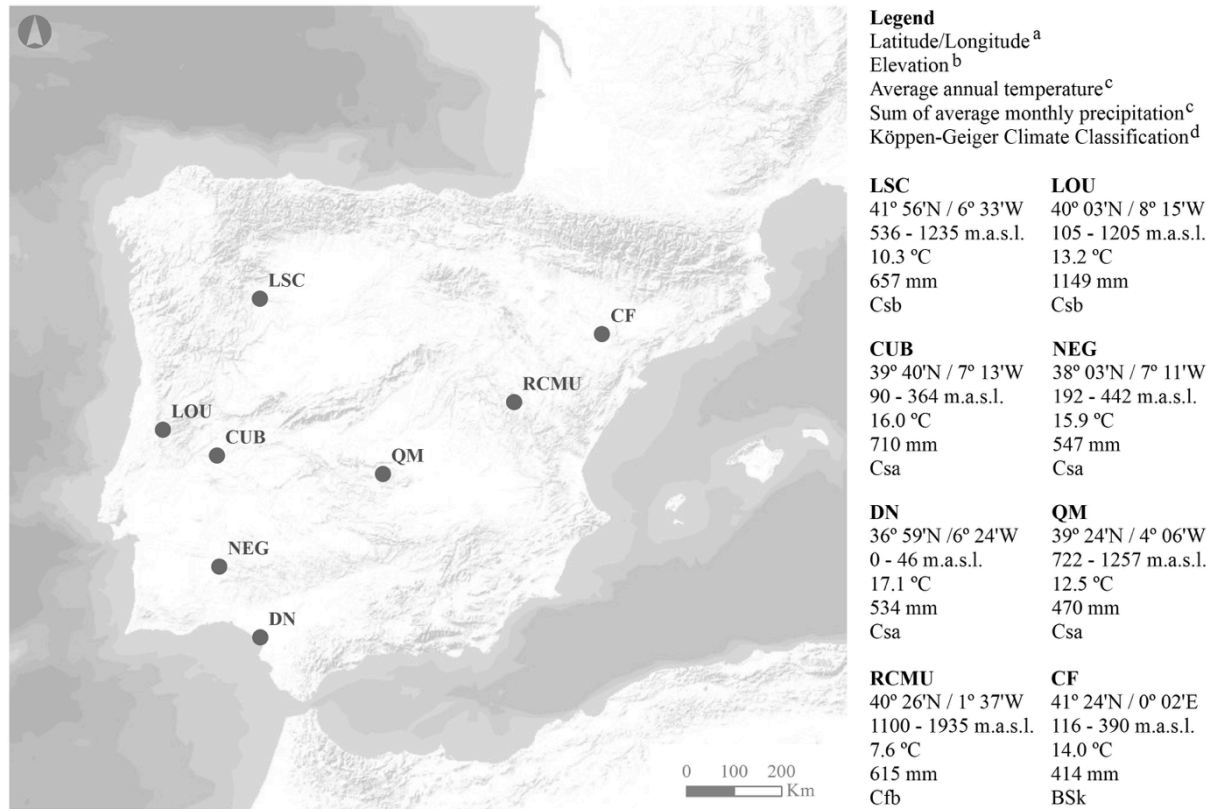 LSC
CF
RCMU
LOU
CUB
QM
NEG
DN
0 100 200
Km
Legend
Latitude/Longitude a
Elevation b
Average annual temperature c
Sum of average monthly precipitation c
Köppen-Geiger Climate Classification d
LSC
41º 56'N / 6º 33'W
536 - 1235 m.a.s.l.
10.3 ºC
657 mm
Csb
LOU
40º 03'N / 8º 15'W
105 - 1205 m.a.s.l.
13.2 ºC
1149 mm
Csb
CUB
39º 40'N / 7º 13'W
90 - 364 m.a.s.l.
16.0 ºC
710 mm
Csa
NEG
38º 03'N / 7º 11'W
192 - 442 m.a.s.l.
15.9 ºC
547 mm
Csa
DN
36º 59'N /6º 24'W
0 - 46 m.a.s.l.
17.1 ºC
534 mm
Csa
QM
39º 24'N / 4º 06'W
722 - 1257 m.a.s.l.
12.5 ºC
470 mm
Csa
RCMU
40º 26'N / 1º 37'W
1100 - 1935 m.a.s.l.
7.6 ºC
615 mm
Cfb
CF
41º 24'N / 0º 02'E
116 - 390 m.a.s.l.
14.0 ºC
414 mm
BSk